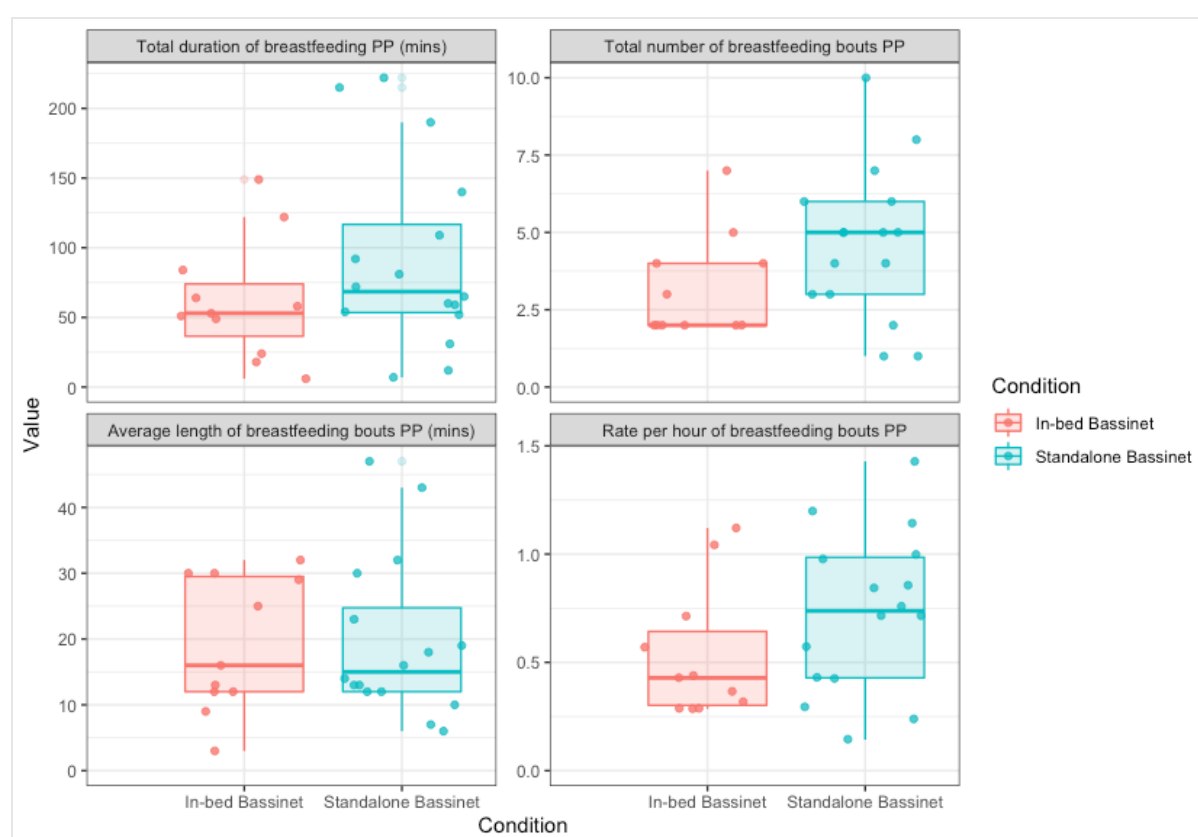 Total duration of breastfeeding PP (mins)
Total number of breastfeeding bouts PP
200
150
100
50
0
10.0
7.5
5.0
2.5
0.0
Average length of breastfeeding bouts PP (mins)
Rate per hour of breastfeeding bouts PP
40
30
20
10
0
1.5
1.0
0.5
0.0
In-bed Bassinet Standalone Bassinet
In-bed Bassinet Standalone Bassinet
Value
Condition
Condition
In-bed Bassinet
Standalone Bassinet